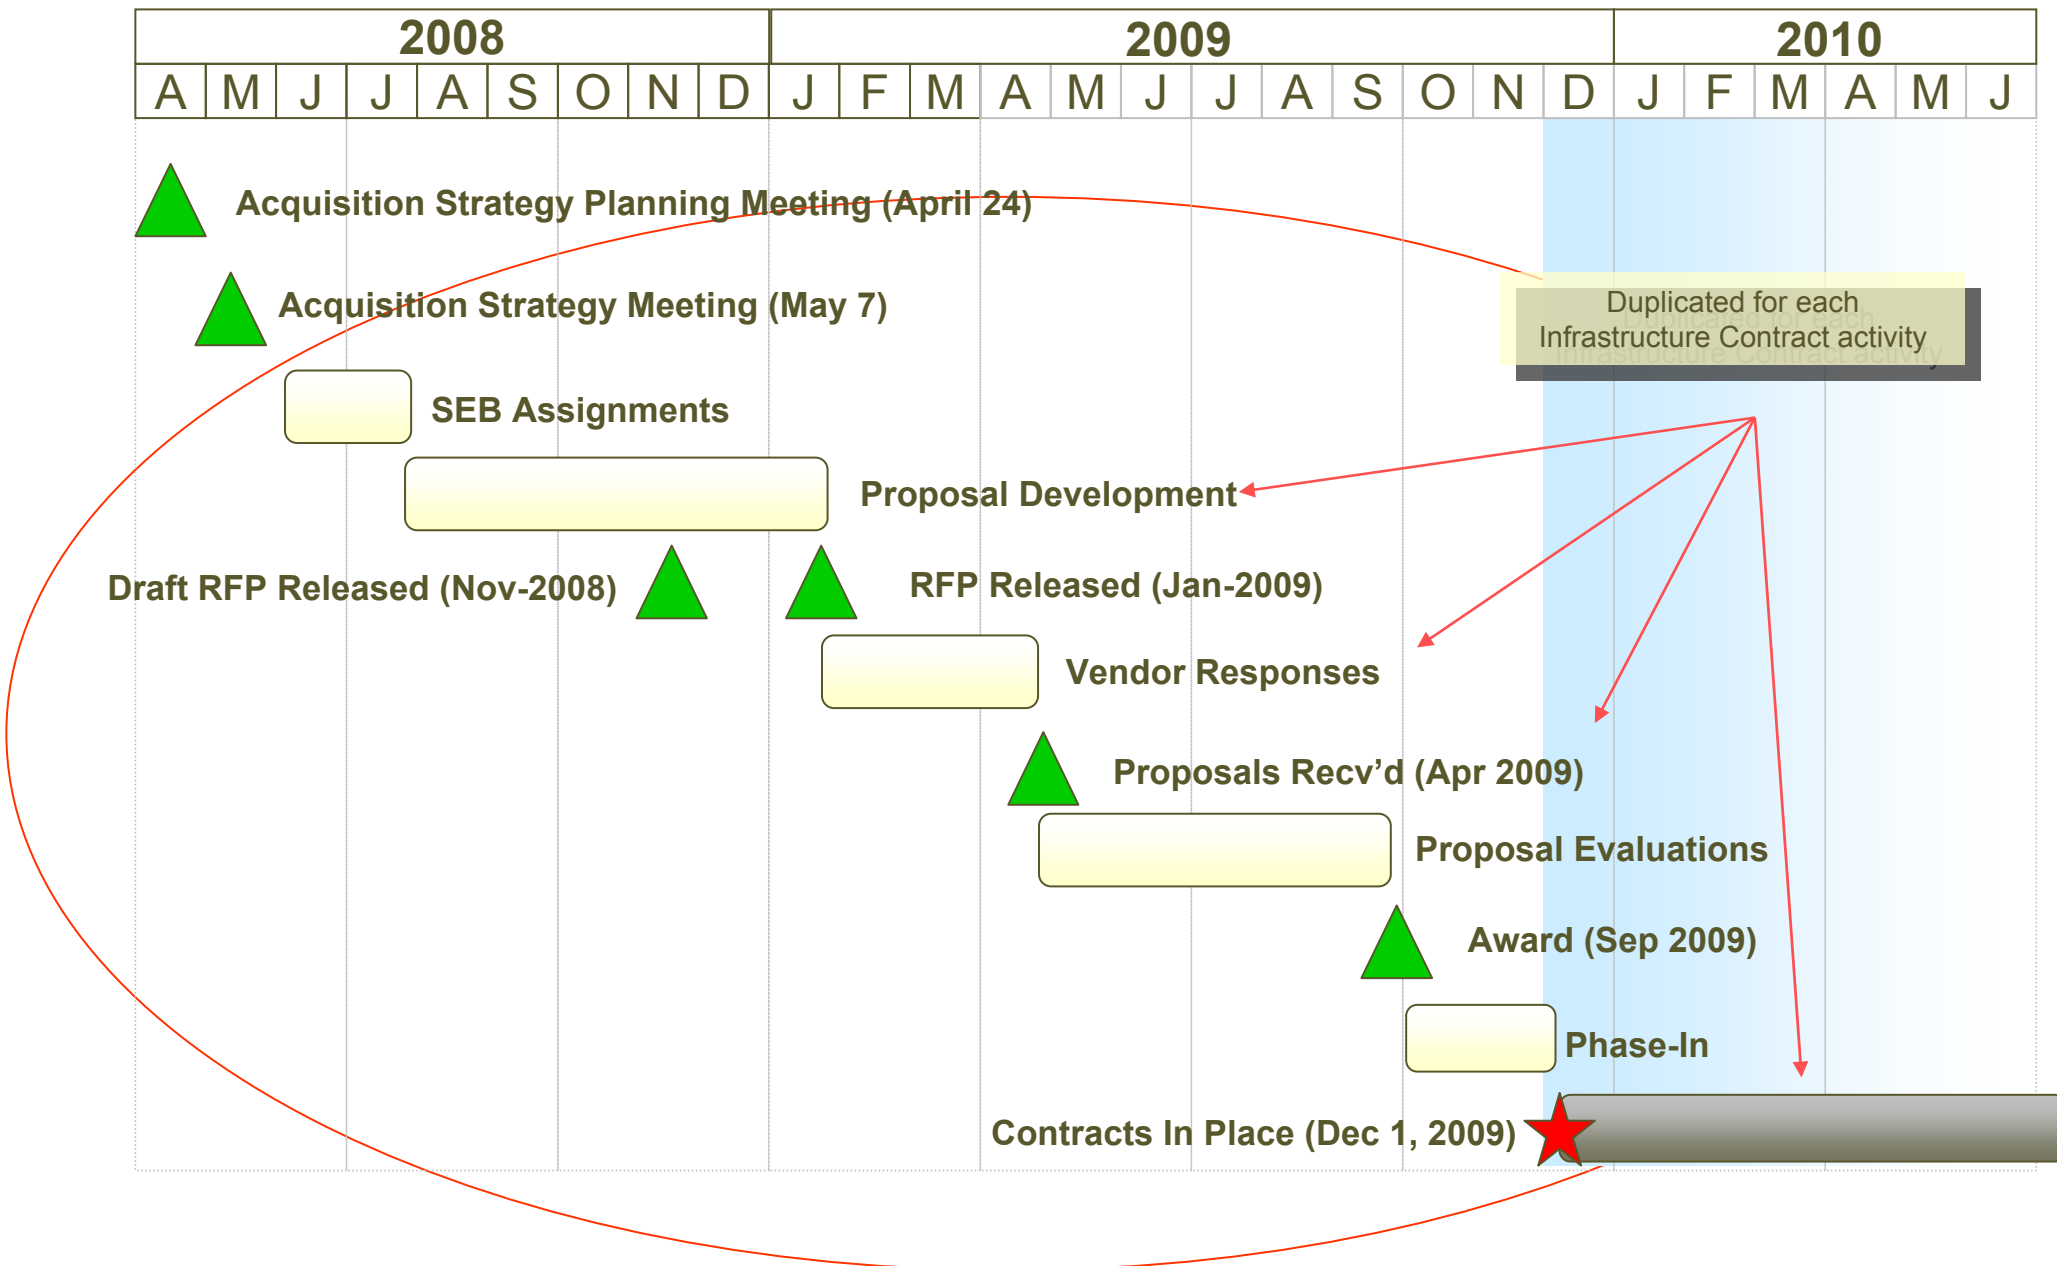 2008 2009 2010
A M J J A S O N D J F M A M J J A S O N D J F M A M J
Acquisition Strategy Planning Meeting (April 24)
Acquisition Strategy Meeting (May 7)
Duplicated for each
Infrastructure Contract activity
SEB Assignments
Proposal Development
Draft RFP Released (Nov-2008)
RFP Released (Jan-2009)
Vendor Responses
Proposals Recv’d (Apr 2009)
Proposal Evaluations
Award (Sep 2009)
Phase-In
Contracts In Place (Dec 1, 2009)